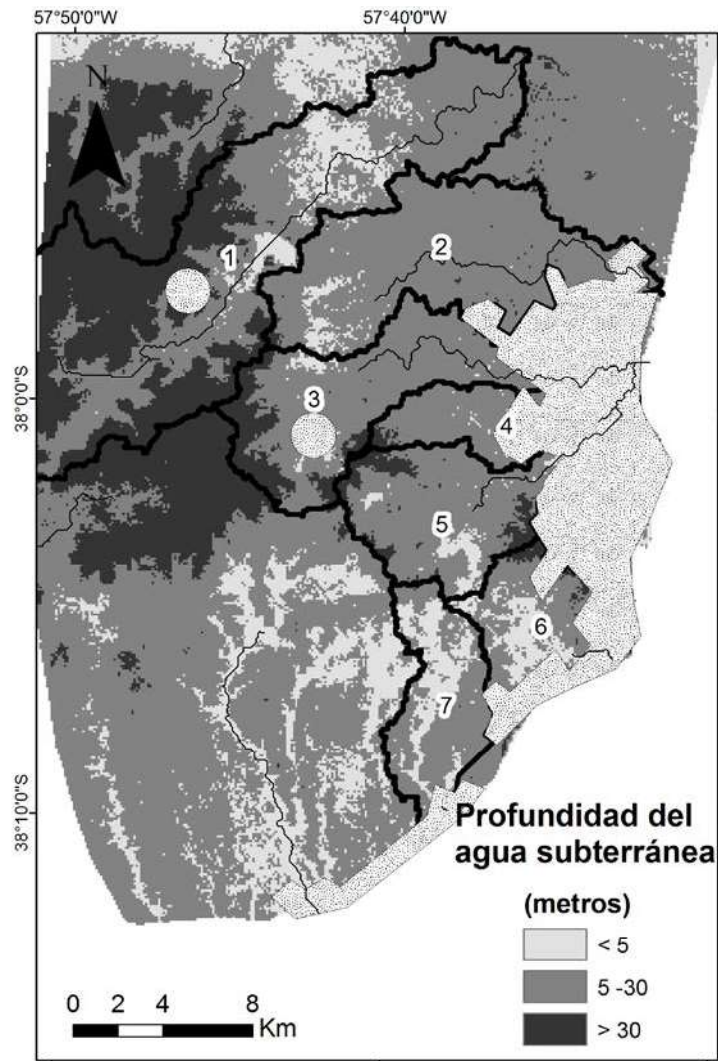 57°50'0"W
57°40'0"W
N
1
2
38°0'0"S
3
4
5
6
7
38°10'0"S
Profundidad del
agua subterránea
(metros)
< 5
5 -30
> 30
0 2 4 8
Km